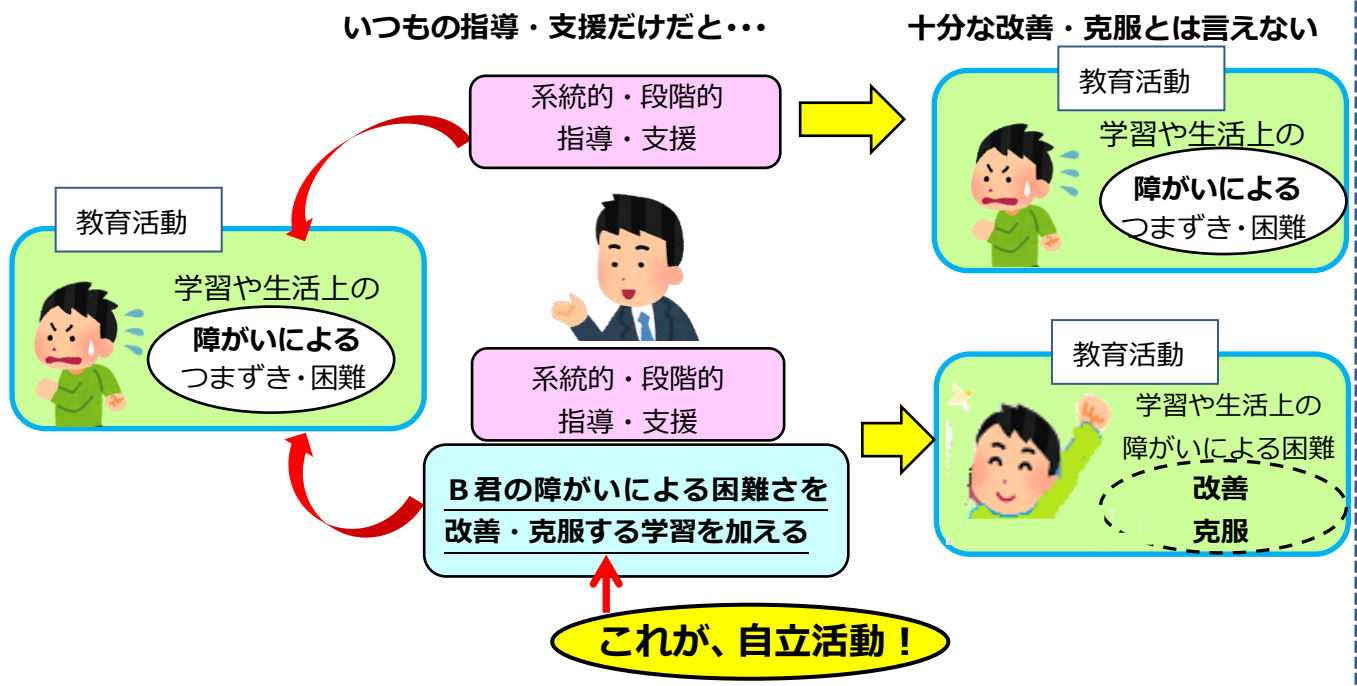 いつもの指導・支援だけだと・・・
十分な改善・克服とは言えない
系統的・段階的
指導・支援
教育活動
学習や生活上の
障がいによる
つまずき・困難
教育活動
学習や生活上の
障がいによる
つまずき・困難
系統的・段階的
指導・支援
Ｂ君の障がいによる困難さを
改善・克服する学習を加える
教育活動
学習や生活上の
障がいによる困難
改善
克服
これが、自立活動！